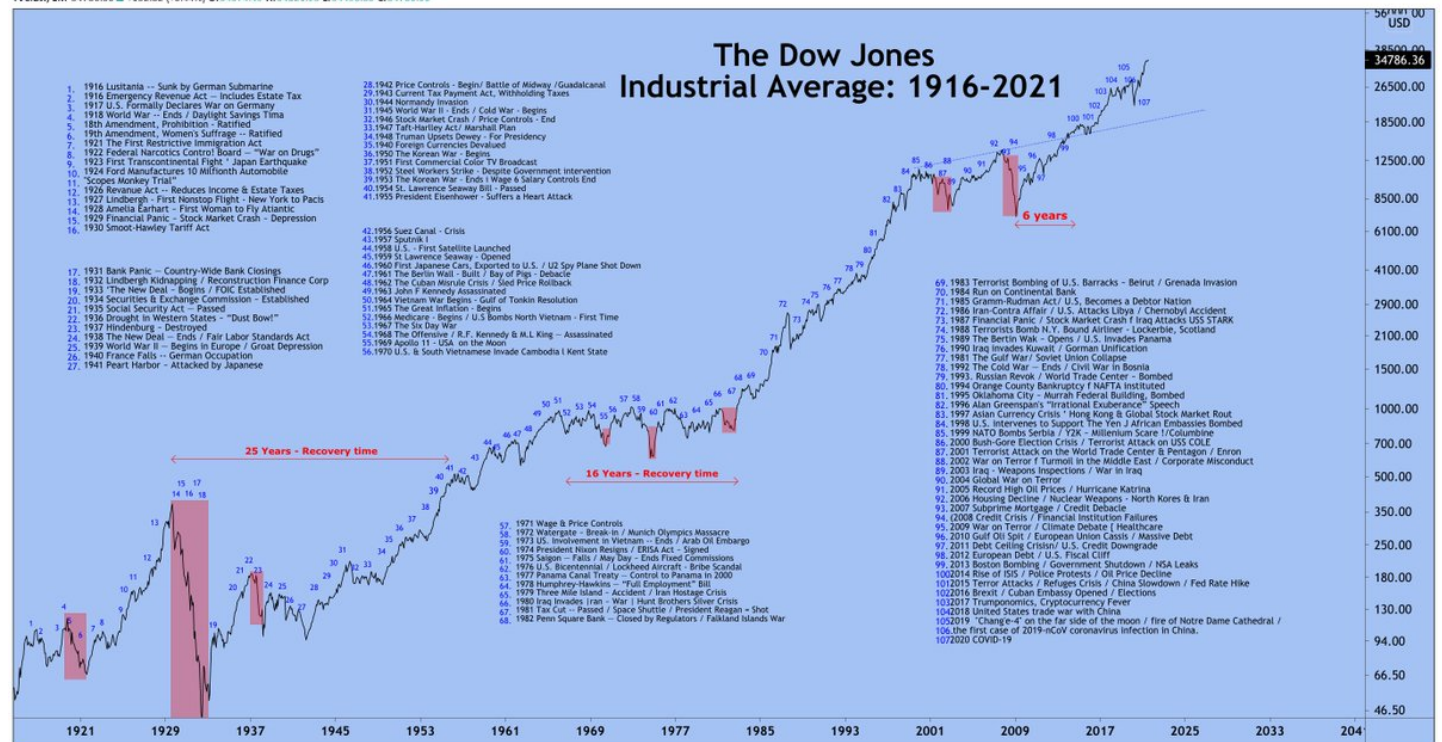 The Dow Jones
Industrial Average: 1916-2021
1. 1916 Lusitania -- Sunk by German Submarine
2. 1916 Emergency Revenue Act — Includes Estate Tax
3. 1917 U.S. Formally Declares War on Germany
4. 1918 World War -- Ends / Daylight Savings Tima
5. 18th Amendment, Prohibition - Ratified
6. 19th Amendment, Women's Suffrage -- Ratified
7. 1921 The First Restrictive Immigration Act
8. 1922 Federal Narcotics Contro! Board — "War on Drugs"
9. 1923 First Transcontinental Fight ' Japan Earthquake
10. 1924 Ford Manufactures 10 Milfionth Automobile
11. "Scopes Monkey Trial"
12. 1926 Revanue Act -- Reduces Income & Estate Taxes
13. 1927 Lindbergh - First Nonstop Flight - New York to Pacis
14. 1928 Amelia Earhart – First Woman to Fly Atiantic
15. 1929 Financial Panic – Stock Market Crash – Depression
16. 1930 Smoot-Hawley Tariff Act
17. 1931 Bank Panic — Country-Wide Bank Closings
18. 1932 Lindbergh Kidnapping / Reconstruction Finance Corp
19. 1933 'The New Deal — Begins / FOIC Established
20. 1934 Securities & Exchange Commission – Established
21. 1935 Social Security Act — Passed
22. 1936 Drought in Western States – "Dust Bow!"
23. 1937 Hindenburg – Destroyed
24. 1938 The New Deal — Ends / Fair Labor Standards Act
25. 1939 World War II — Begins in Europe / Groat Depression
26. 1940 France Falls -- German Occupation
27. 1941 Peart Harbor – Attacked by Japanese
28.1942 Price Controls - Begin/ Battle of Midway /Guadalcanal
29.1943 Current Tax Payment Act, Withholding Taxes
30.1944 Normandy Invasion
31.1945 World War II - Ends / Cold War - Begins
32.1946 Stock Market Crash / Price Controls - End
33.1947 Taft-Harlley Act/ Marshall Plan
34.1948 Truman Upsets Dewey - For Presidency
35.1940 Foreign Currencies Devalued
36.1950 The Korean War - Begins
37.1951 First Commercial Color TV Broadcast
38.1952 Steel Workers Strike - Despite Government intervention
39.1953 The Korean War - Ends i Wage 6 Salary Controls End
40.1954 St. Lawrence Seaway Bill - Passed
41.1955 President Eisenhower - Suffers a Heart Attack
42.1956 Suez Canal - Crisis
43.1957 Sputnik I
44.1958 U.S. - First Satellite Launched
45.1959 St Lawrence Seaway - Opened
46.1960 First Japanese Cars, Exported to U.S. / U2 Spy Plane Shot Down
47.1961 The Berlin Wall - Built / Bay of Pigs - Debacle
48.1962 The Cuban Misrule Crisis / Sled Price Rollback
49.1963 John F Kennedy Assassinated
50.1964 Vietnam War Begins - Gulf of Tonkin Resolution
51.1965 The Great Inflation - Begins
52.1966 Medicare - Begins / U.S Bombs North Vietnam - First Time
53.1967 The Six Day War
54.1968 The Offensive / R.F. Kennedy & M.L King — Assassinated
55.1969 Apollo 11 - USA on the Moon
56.1970 U.S. & South Vietnamese Invade Cambodia l Kent State
57. 1971 Wage & Price Controls
58. 1972 Watergate – Break-in / Munich Olympics Massacre
59. 1973 US. Involvement in Vietnam -- Ends / Arab Oil Embargo
60. 1974 President Nixon Resigns / ERISA Act – Signed
61. 1975 Saigon — Falls / May Day – Ends Fixed Commissions
62. 1976 U.S. Bicentennial / Lockheed Aircraft - Bribe Scandal
63. 1977 Panama Canal Treaty — Control to Panama in 2000
64. 1978 Humphrey-Hawkins -- "Full Employment" Bill
65. 1979 Three Mile Island – Accident / Iran Hostage Crisis
66. 1980 Iraq Invades |ran – War | Hunt Brothers Silver Crisis
67. 1981 Tax Cut -- Passed / Space Shuttle / President Reagan = Shot
68. 1982 Penn Square Bank — Closed by Regulators / Falkland Islands War
69. 1983 Terrorist Bombing of U.S. Barracks – Beirut / Grenada Invasion
70. 1984 Run on Continental Bank
71. 1985 Gramm-Rudman Act/ U.S, Becomes a Debtor Nation
72. 1986 Iran-Contra Affair / U.S. Attacks Libya / Chernobyl Accident
73. 1987 Financial Panic / Stock Market Crash f Iraq Attacks USS STARK
74. 1988 Terrorists Bomb N.Y. Bound Airliner - Lockerbie, Scotland
75. 1989 The Bertin Wak – Opens / U.S. Invades Panama
76. 1990 Iraq invades Kuwait / Gorman Unification
77. 1981 The Gulf War/ Soviet Union Collapse
78. 1992 The Cold War — Ends / Civil War in Bosnia
79. 1993. Russian Revok / World Trade Center – Bombed
80. 1994 Orange County Bankruptcy f NAFTA Instituted
81. 1995 Oklahoma City – Murrah Federal Building, Bombed
82. 1996 Alan Greenspan's "Irrational Exuberance" Speech
83. 1997 Asian Currency Crisis ' Hong Kong & Global Stock Market Rout
84. 1998 U.S. Intervenes to Support The Yen J African Embassies Bombed
85. 1999 NATO Bombs Serbia / Y2K – Millenium Scare !/Columbine
86. 2000 Bush-Gore Election Crisis / Terrorist Attack on USS COLE
87. 2001 Terrorist Attack on the World Trade Center & Pentagon / Enron
88. 2002 War on Terror f Turmoil in the Middle East / Corporate Misconduct
89. 2003 Iraq - Weapons Inspections / War in Iraq
90. 2004 Global War on Terror
91. 2005 Record High Oil Prices / Hurricane Katrina
92. 2006 Housing Decline / Nuclear Weapons - North Kores & Iran
93. 2007 Subprime Mortgage / Credit Debacle
94. (2008 Credit Crisis / Financial Institution Failures
95. 2009 War on Terror / Climate Debate [ Healthcare
96. 2010 Gulf Oli Spit / European Union Cassis / Massive Debt
97. 2011 Debt Ceiling Crisisn/ U.S. Credit Downgrade
98. 2012 European Debt / U.S. Fiscal Cliff
99. 2013 Boston Bombing / Government Shutdown / NSA Leaks
100 2014 Rise of ISIS / Police Protests / Oil Price Decline
101 2015 Terror Attacks / Refuges Crisis / China Slowdown / Fed Rate Hike
102 2016 Brexit / Cuban Embassy Opened / Elections
103 2017 Trumponomics, Cryptocurrency Fever
104 2018 United States trade war with China
105 2019 "Chang'e-4" on the far side of the moon / fire of Notre Dame Cathedral /
106. the first case of 2019-nCoV coronavirus infection in China.
107 2020 COVID-19
25 Years - Recovery time
16 Years - Recovery time
6 years
USD
38500.00
34786.36
26500.00
18500.00
12500.00
8500.00
6100.00
4100.00
2900.00
2100.00
1500.00
1000.00
700.00
500.00
350.00
250.00
180.00
130.00
94.00
66.50
46.50
1921
1929
1937
1945
1953
1961
1969
1977
1985
1993
2001
2009
2017
2025
2033
204